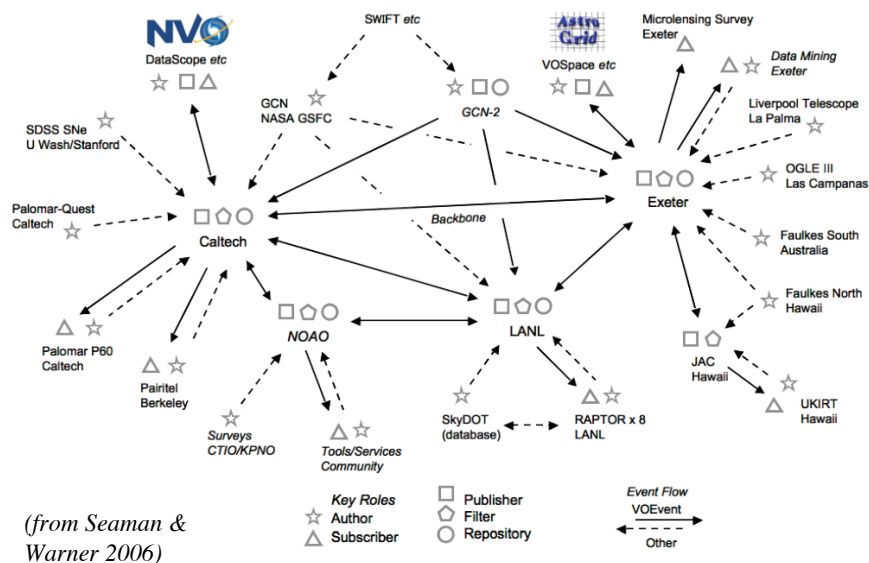 SWIFT etc
Microlensing Survey
Exeter
NVO
DataScope etc
Astro
Grid
VOSpace etc
Data Mining
Exeter
GCN
NASA GSFC
GCN-2
Liverpool Telescope
La Palma
SDSS SNe
U Wash/Stanford
OGLE III
Las Campanas
Exeter
Palomar-Quest
Caltech
Backbone
Caltech
Faulkes South
Australia
Faulkes North
Hawaii
NOAO
LANL
Palomar P60
Caltech
JAC
Hawaii
Pairitel
Berkeley
UKIRT
Hawaii
SkyDOT
(database)
RAPTOR x 8
LANL
Surveys
CTIO/KPNO
Tools/Services
Community
Key Roles
Author
Subscriber
Publisher
Filter
Repository
Event Flow
VOEvent
Other
(from Seaman &
Warner 2006)